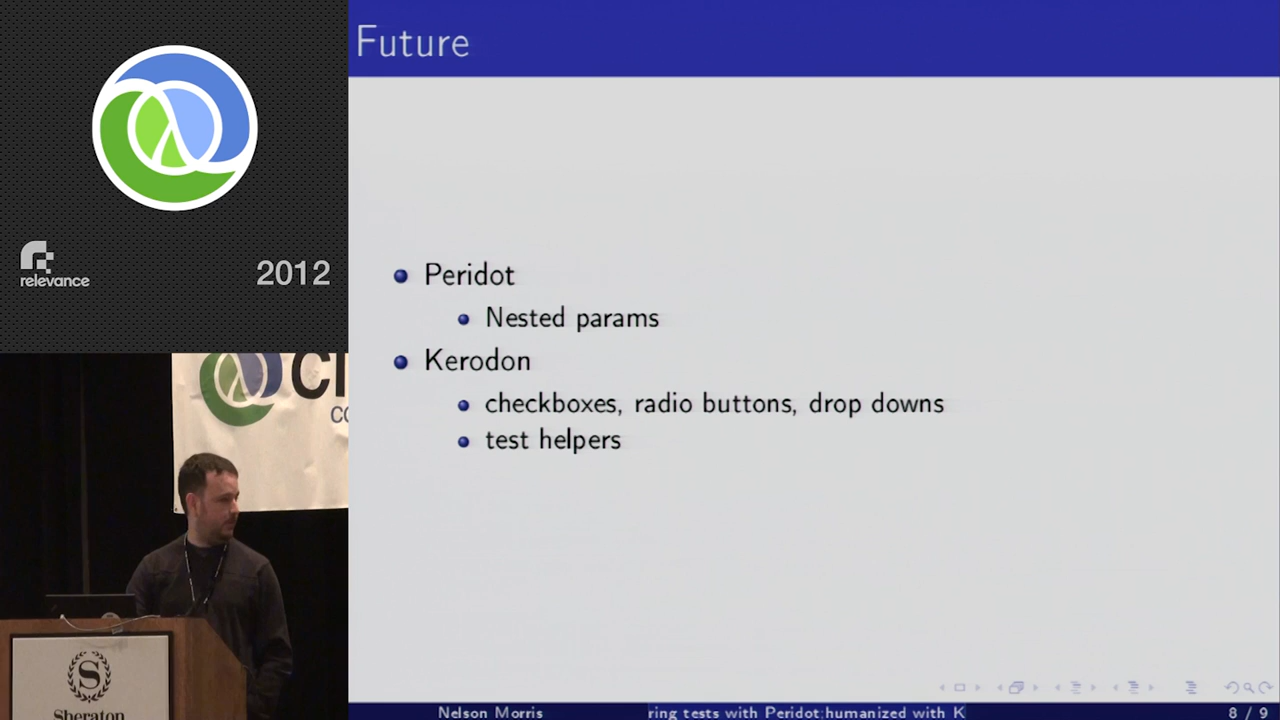 Future
relevance
2012
Peridot
Nested params
Kerodon
checkboxes, radio buttons, drop downs
test helpers
S
Sheraton
Nelson Morris
ring tests with Peridot;humanized with K
8 / 9